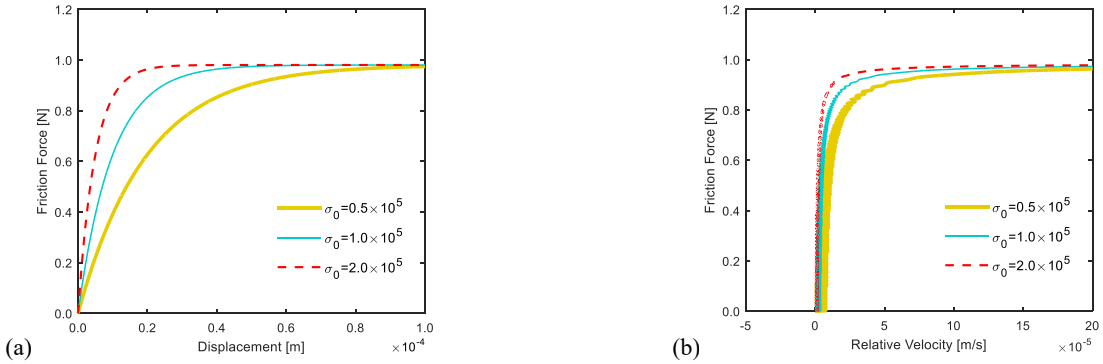 1.2
1.0
0.8
0.6
0.4
0.2
0.0
Friction Force [N]
σ0=0.5×10^5
σ0=1.0×10^5
σ0=2.0×10^5
0.0 0.2 0.4 0.6 0.8 1.0
Displacement [m]
×10^-4
(a)
1.2
1.0
0.8
0.6
0.4
0.2
0.0
Friction Force [N]
σ0=0.5×10^5
σ0=1.0×10^5
σ0=2.0×10^5
-5 0 5 10 15 20
Relative Velocity [m/s]
×10^-5
(b)